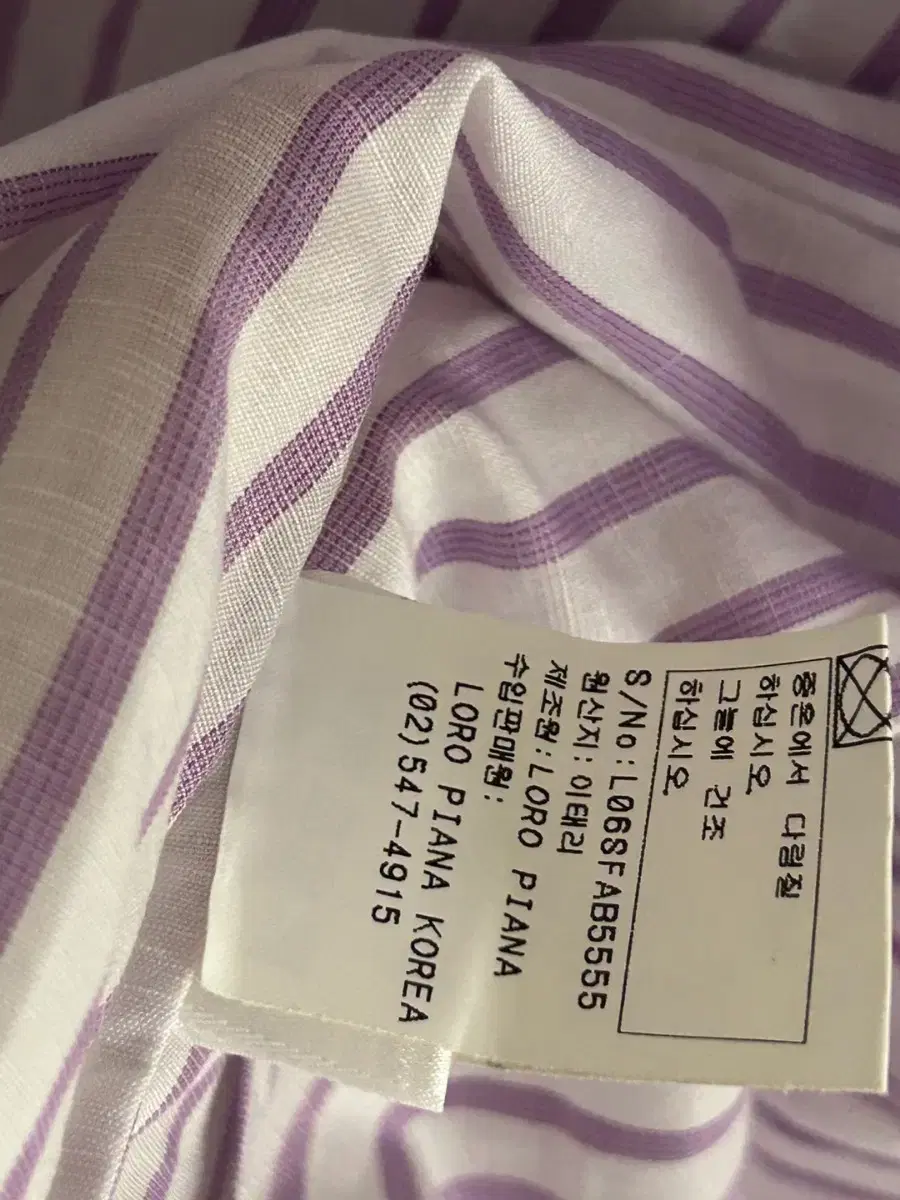 중온에서 다림질
하십시오
그늘에 건조
하십시오
S/No:L06SFAB5555
원산지:이태리
제조원:LORO PIANA
수입판매원:
LORO PIANA KOREA
(02)547-4915